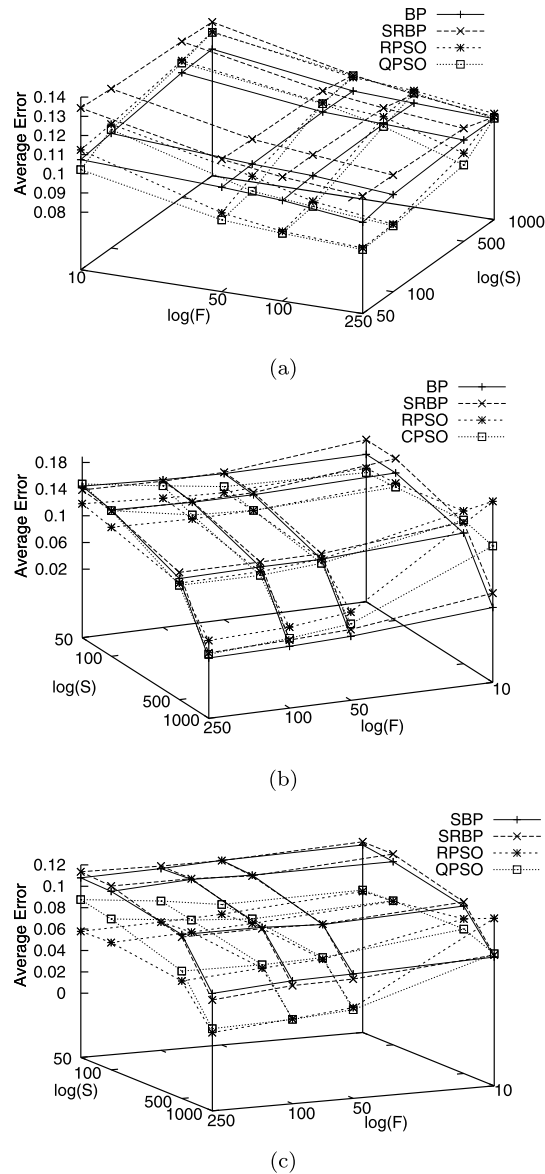 BP
SRBP
RPSO
QPSO
Average Error
0.14
0.13
0.12
0.11
0.1
0.09
0.08
10
50
100
250
log(F)
50
100
500
1000
log(S)
(a)
BP
SRBP
RPSO
CPSO
Average Error
0.18
0.14
0.1
0.06
0.02
50
100
500
1000
log(S)
250
100
50
10
log(F)
(b)
SBP
SRBP
RPSO
QPSO
Average Error
0.12
0.1
0.08
0.06
0.04
0.02
0
50
100
500
1000
log(S)
250
100
50
10
log(F)
(c)